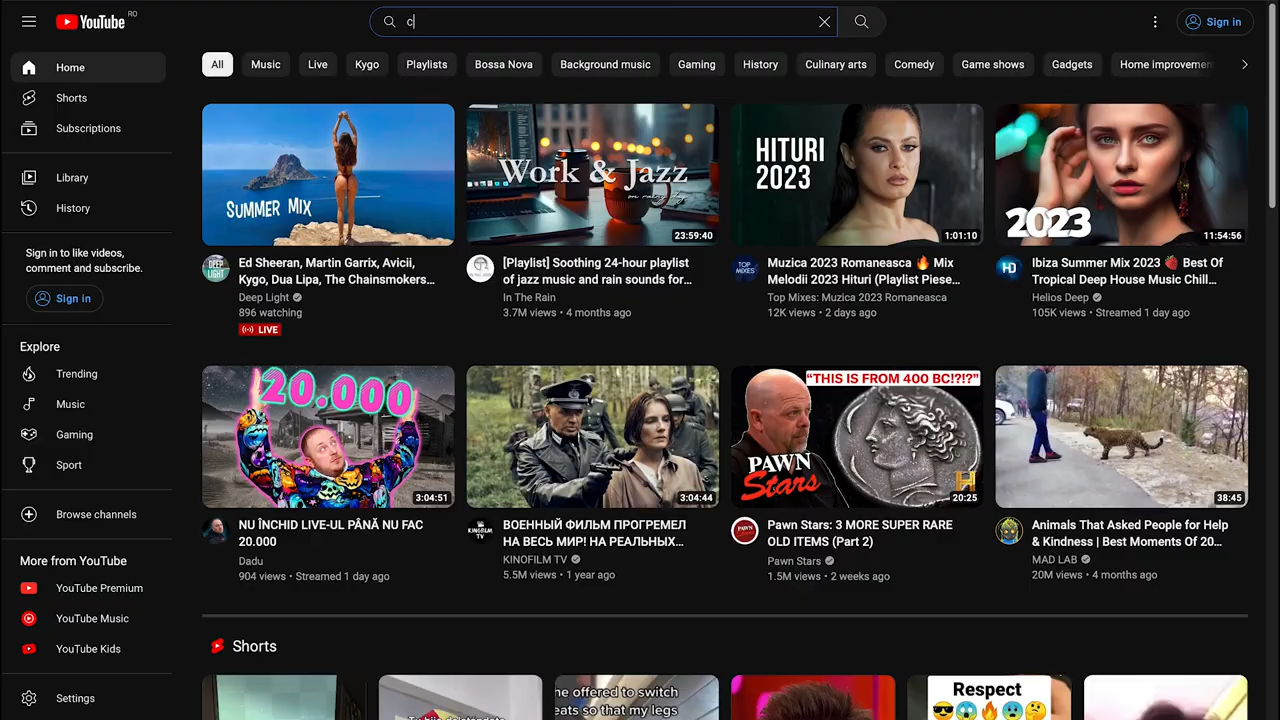 YouTube RO
c
Sign in
Home
Shorts
Subscriptions
Library
History
Sign in to like videos,
comment and subscribe.
Sign in
Explore
Trending
Music
Gaming
Sport
Browse channels
More from YouTube
YouTube Premium
YouTube Music
YouTube Kids
Settings
All
Music
Live
Kygo
Playlists
Bossa Nova
Background music
Gaming
History
Culinary arts
Comedy
Game shows
Gadgets
Home improvemen
SUMMER MIX
DEEP LIGHT
Ed Sheeran, Martin Garrix, Avicii,
Kygo, Dua Lipa, The Chainsmokers…
Deep Light
896 watching
LIVE
Work & Jazz
on rainy day
23:59:40
[Playlist] Soothing 24-hour playlist
of jazz music and rain sounds for…
In The Rain
3.7M views • 4 months ago
HITURI
2023
1:01:10
TOP MIXES
Muzica 2023 Romaneasca 🔥 Mix
Melodii 2023 Hituri (Playlist Piese…
Top Mixes: Muzica 2023 Romaneasca
12K views • 2 days ago
2023
11:54:56
HD
Ibiza Summer Mix 2023 🍓 Best Of
Tropical Deep House Music Chill…
Helios Deep
105K views • Streamed 1 day ago
20.000
3:04:51
NU ÎNCHID LIVE-UL PÂNĂ NU FAC
20.000
Dadu
904 views • Streamed 1 day ago
3:04:44
KINOFILM TV
ВОЕННЫЙ ФИЛЬМ ПРОГРЕМЕЛ
НА ВЕСЬ МИР! НА РЕАЛЬНЫХ…
KINOFILM TV
5.5M views • 1 year ago
“THIS IS FROM 400 BC!?!?”
PAWN
Stars
H
20:25
Pawn Stars: 3 MORE SUPER RARE
OLD ITEMS (Part 2)
Pawn Stars
1.5M views • 2 weeks ago
38:45
Animals That Asked People for Help
& Kindness | Best Moments Of 20…
MAD LAB
20M views • 4 months ago
Shorts
he offered to switch
eats so that my legs
Respect